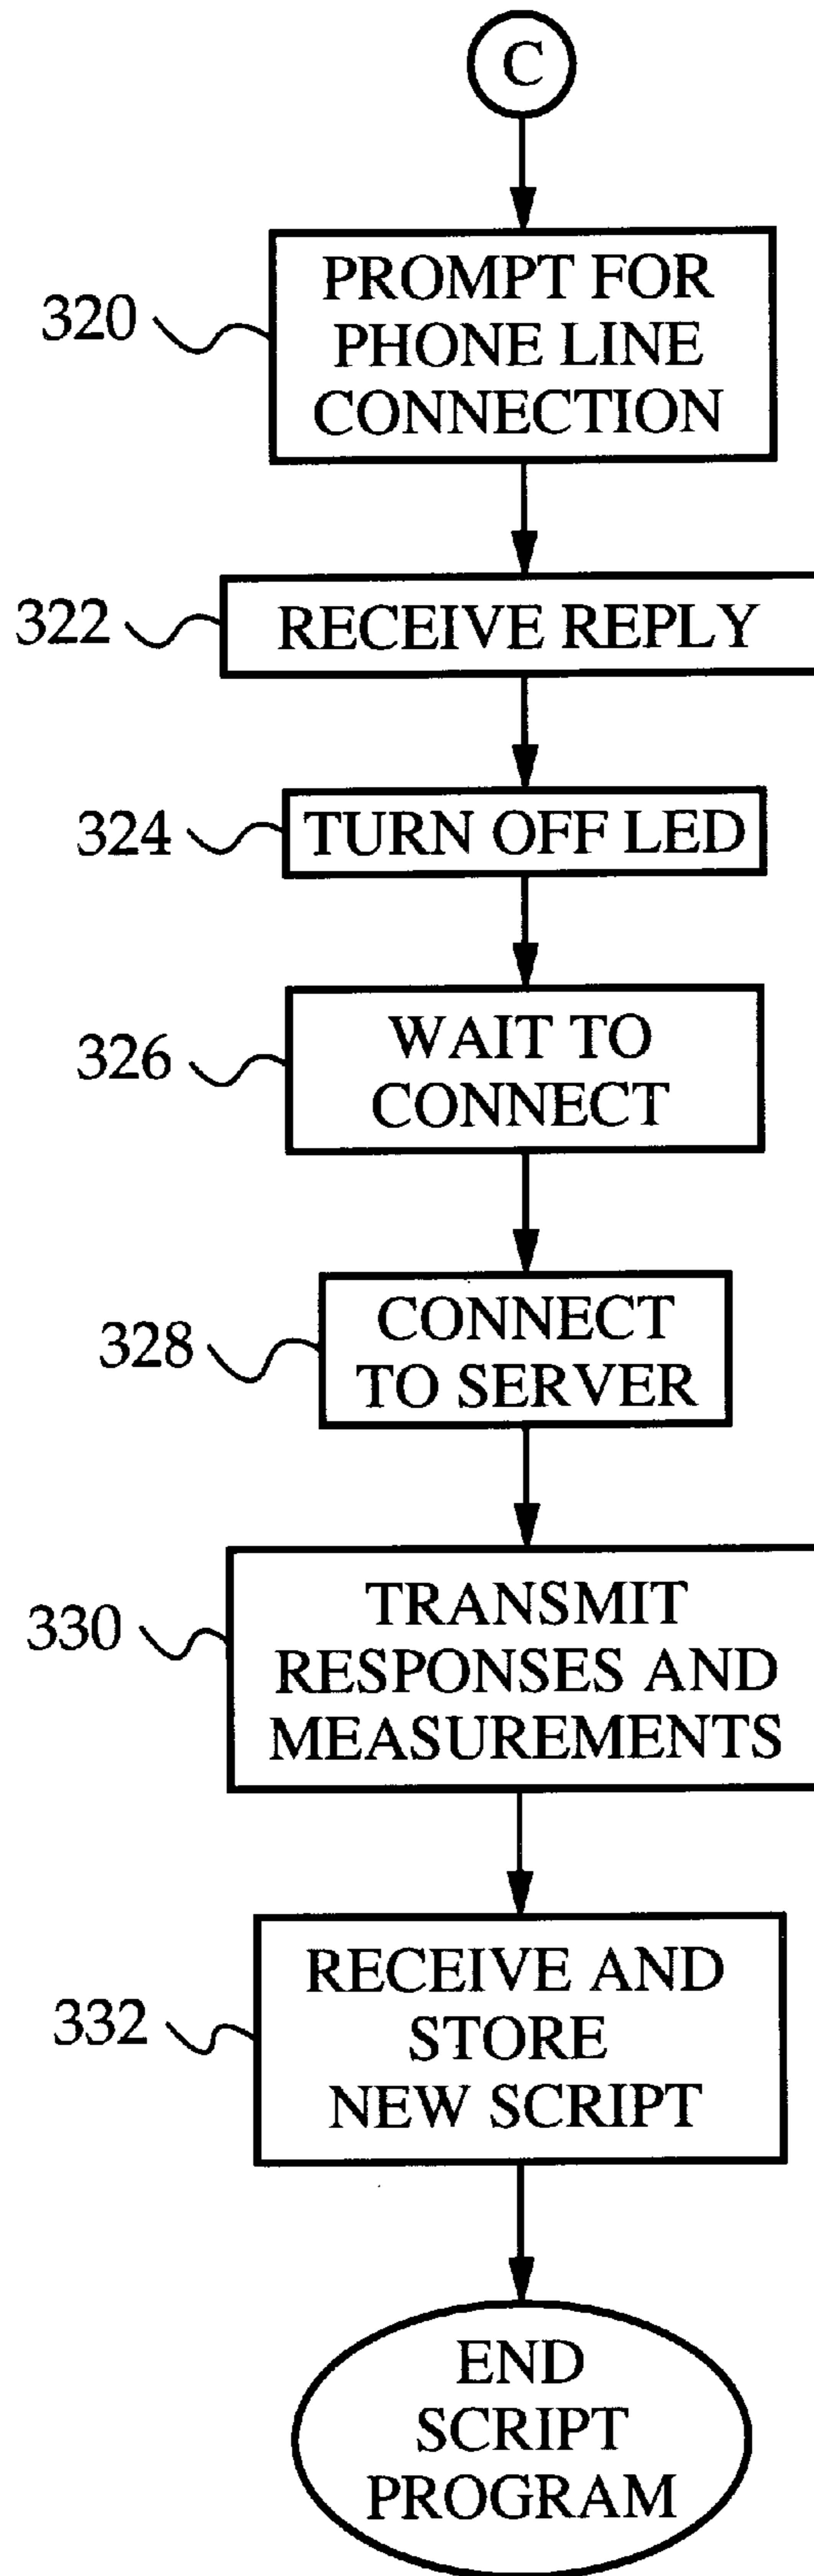 C
320
PROMPT FOR
PHONE LINE
CONNECTION
322
RECEIVE REPLY
324
TURN OFF LED
326
WAIT TO
CONNECT
328
CONNECT
TO SERVER
330
TRANSMIT
RESPONSES AND
MEASUREMENTS
332
RECEIVE AND
STORE
NEW SCRIPT
END
SCRIPT
PROGRAM